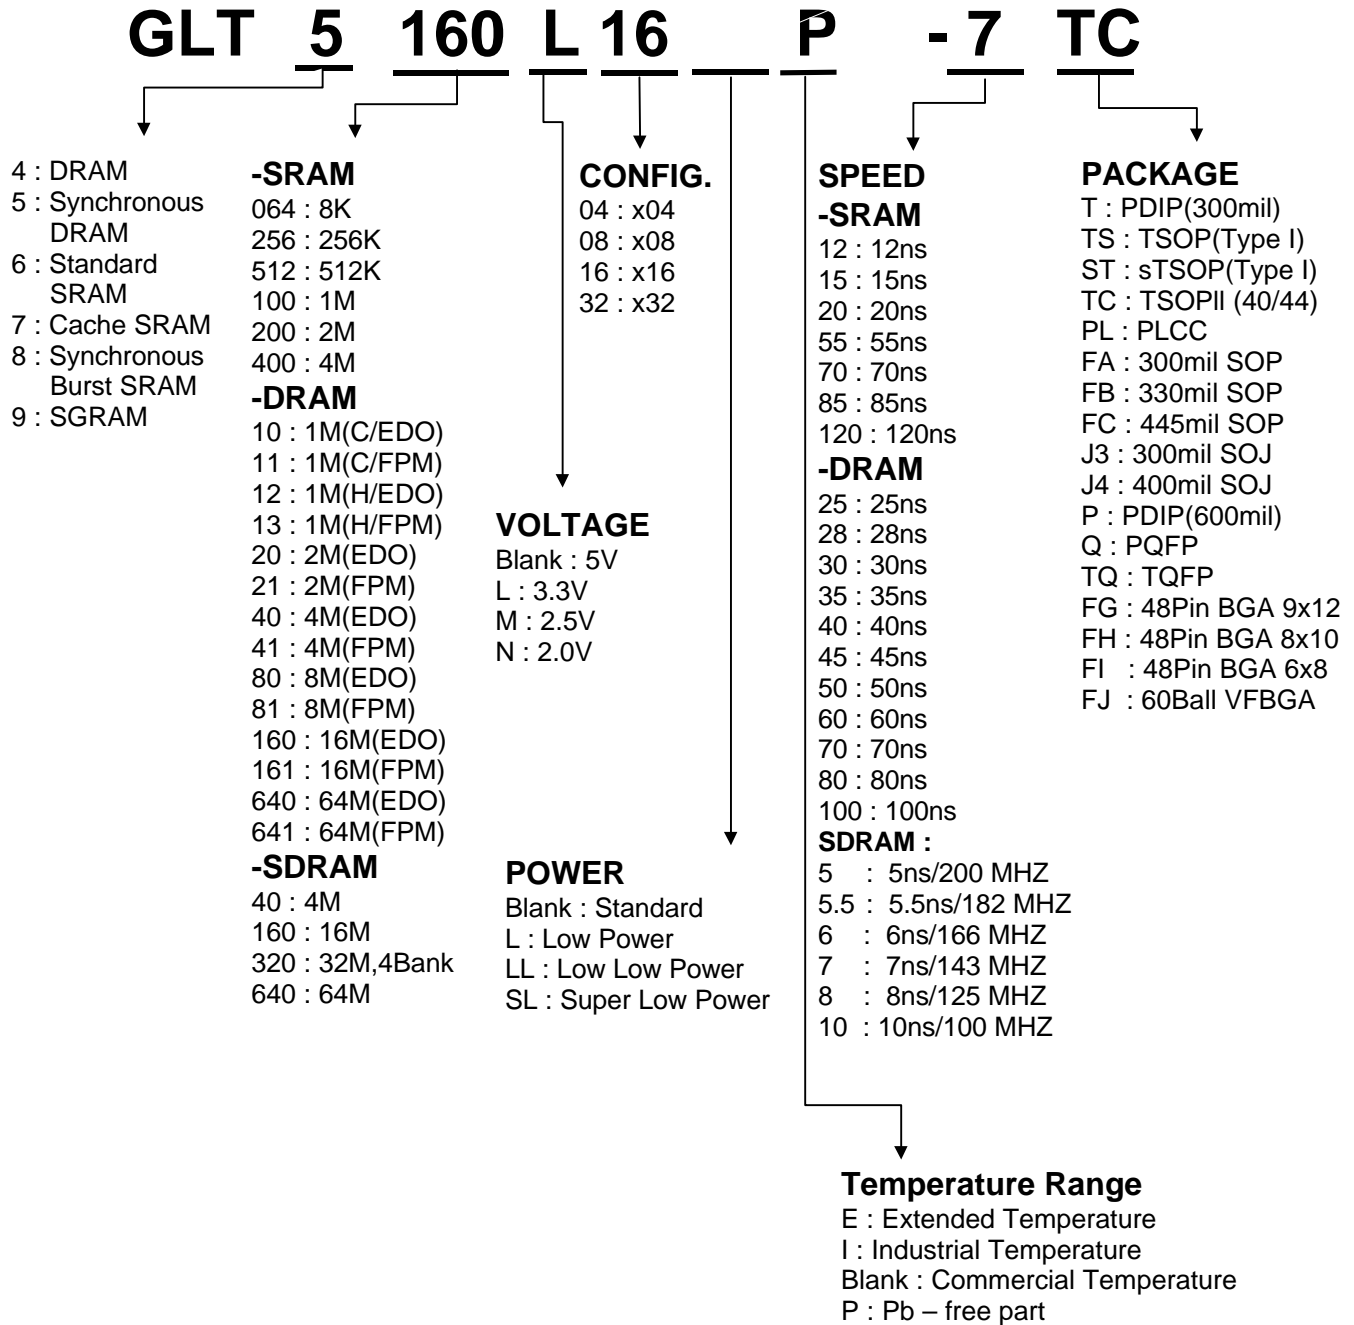 GLT 5 160 L 16 P - 7 TC
4 : DRAM
5 : Synchronous
DRAM
6 : Standard
SRAM
7 : Cache SRAM
8 : Synchronous
Burst SRAM
9 : SGRAM
-SRAM
064 : 8K
256 : 256K
512 : 512K
100 : 1M
200 : 2M
400 : 4M
-DRAM
10 : 1M(C/EDO)
11 : 1M(C/FPM)
12 : 1M(H/EDO)
13 : 1M(H/FPM)
20 : 2M(EDO)
21 : 2M(FPM)
40 : 4M(EDO)
41 : 4M(FPM)
80 : 8M(EDO)
81 : 8M(FPM)
160 : 16M(EDO)
161 : 16M(FPM)
640 : 64M(EDO)
641 : 64M(FPM)
-SDRAM
40 : 4M
160 : 16M
320 : 32M,4Bank
640 : 64M
VOLTAGE
Blank : 5V
L : 3.3V
M : 2.5V
N : 2.0V
CONFIG.
04 : x04
08 : x08
16 : x16
32 : x32
POWER
Blank : Standard
L : Low Power
LL : Low Low Power
SL : Super Low Power
SPEED
-SRAM
12 : 12ns
15 : 15ns
20 : 20ns
55 : 55ns
70 : 70ns
85 : 85ns
120 : 120ns
-DRAM
25 : 25ns
28 : 28ns
30 : 30ns
35 : 35ns
40 : 40ns
45 : 45ns
50 : 50ns
60 : 60ns
70 : 70ns
80 : 80ns
100 : 100ns
SDRAM :
5 : 5ns/200 MHZ
5.5 : 5.5ns/182 MHZ
6 : 6ns/166 MHZ
7 : 7ns/143 MHZ
8 : 8ns/125 MHZ
10 : 10ns/100 MHZ
PACKAGE
T : PDIP(300mil)
TS : TSOP(Type I)
ST : sTSOP(Type I)
TC : TSOPII (40/44)
PL : PLCC
FA : 300mil SOP
FB : 330mil SOP
FC : 445mil SOP
J3 : 300mil SOJ
J4 : 400mil SOJ
P : PDIP(600mil)
Q : PQFP
TQ : TQFP
FG : 48Pin BGA 9x12
FH : 48Pin BGA 8x10
FI : 48Pin BGA 6x8
FJ : 60Ball VFBGA
Temperature Range
E : Extended Temperature
I : Industrial Temperature
Blank : Commercial Temperature
P : Pb – free part